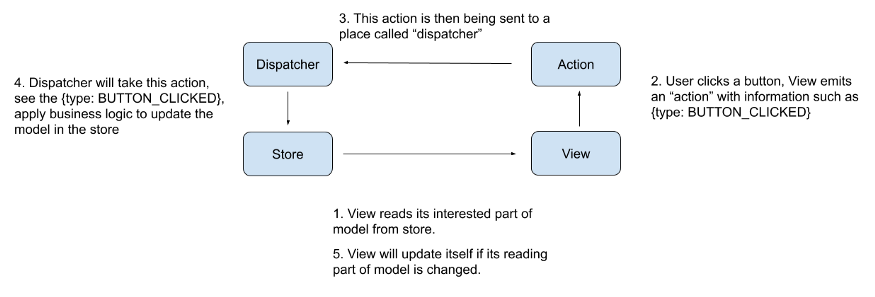 3. This action is then being sent to a
place called “dispatcher”
Dispatcher
Action
4. Dispatcher will take this action,
see the {type: BUTTON_CLICKED},
apply business logic to update the
model in the store
2. User clicks a button, View emits
an “action” with information such as
{type: BUTTON_CLICKED}
Store
View
1. View reads its interested part of
model from store.
5. View will update itself if its reading
part of model is changed.